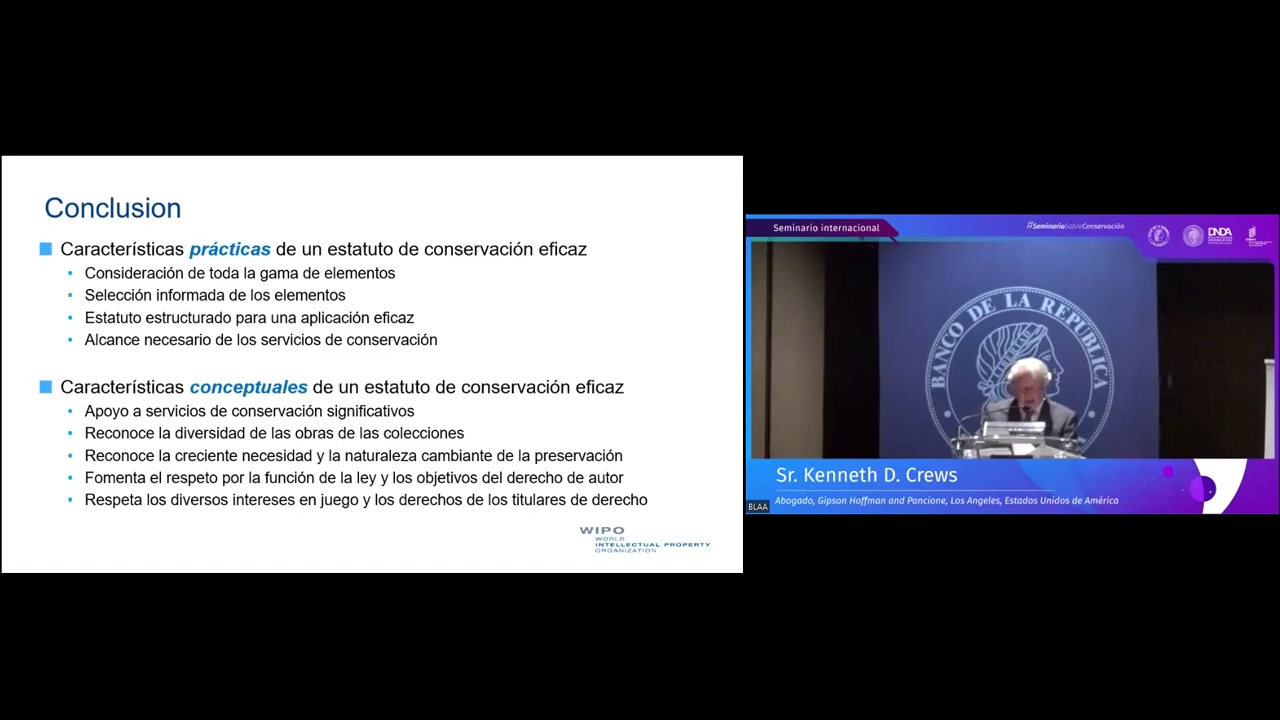 Conclusion
Características prácticas de un estatuto de conservación eficaz
Consideración de toda la gama de elementos
Selección informada de los elementos
Estatuto estructurado para una aplicación eficaz
Alcance necesario de los servicios de conservación
Características conceptuales de un estatuto de conservación eficaz
Apoyo a servicios de conservación significativos
Reconoce la diversidad de las obras de las colecciones
Reconoce la creciente necesidad y la naturaleza cambiante de la preservación
Fomenta el respeto por la función de la ley y los objetivos del derecho de autor
Respeta los diversos intereses en juego y los derechos de los titulares de derecho
WIPO
WORLD
INTELLECTUAL PROPERTY
ORGANIZATION
Seminario internacional
#SeminarioSobreConservación
DNDA
BANCO DE LA REPUBLICA
Sr. Kenneth D. Crews
Abogado, Gipson Hoffman and Pancione, Los Angeles, Estados Unidos de América
BLAA